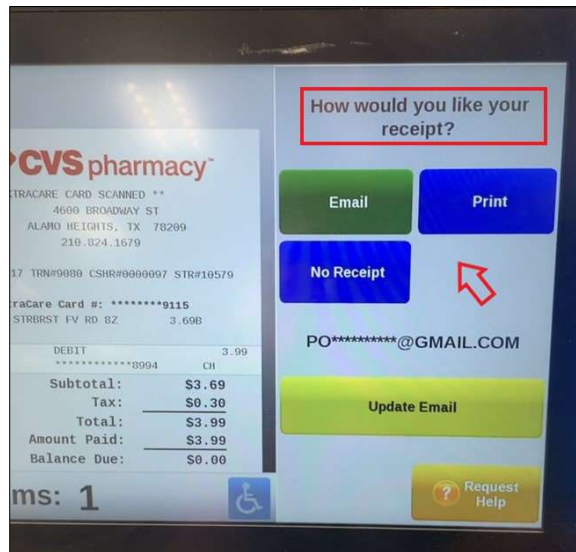 CVS pharmacy
TRACARE CARD SCANNED **
4600 BROADWAY ST
ALAMO HEIGHTS, TX 78209
210.824.1679
17 TRN#9080 CSHR#0000097 STR#10579
raCare Card #: ********9115
STRBRST FV RD 8Z 3.69B
DEBIT 3.99
************8994 CH
Subtotal: $3.69
Tax: $0.30
Total: $3.99
Amount Paid: $3.99
Balance Due: $0.00
ms: 1
How would you like your
receipt?
Email
Print
No Receipt
PO**********@GMAIL.COM
Update Email
? Request
Help